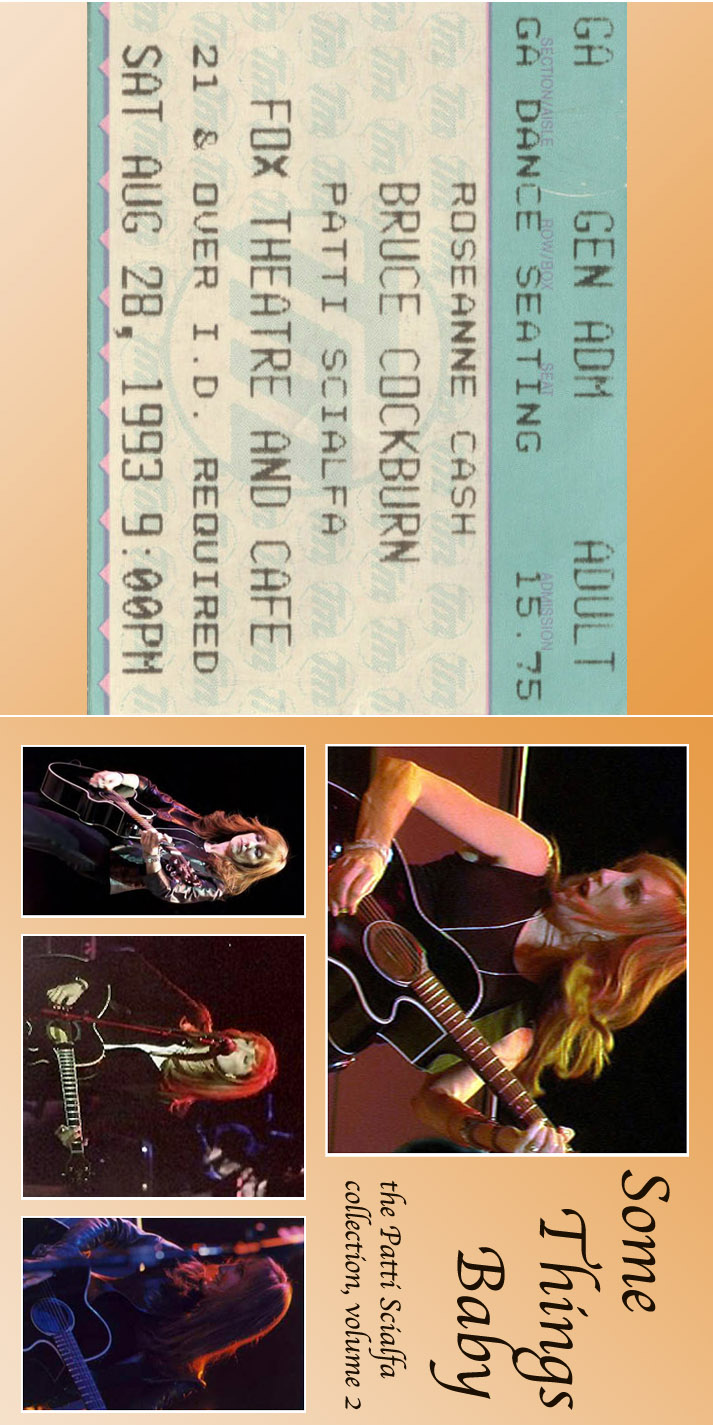 GA GEN ADM ADULT
SECTION/AISLE ROW/BOX SEAT ADMISSION
GA DANCE SEATING 15.75
ROSEANNE CASH
BRUCE COCKBURN
PATTI SCIALFA
FOX THEATRE AND CAFE
21 & OVER I.D. REQUIRED
SAT AUG 28, 1993 9:00PM
Some
Things
Baby
the Patti Scialfa
collection, volume 2